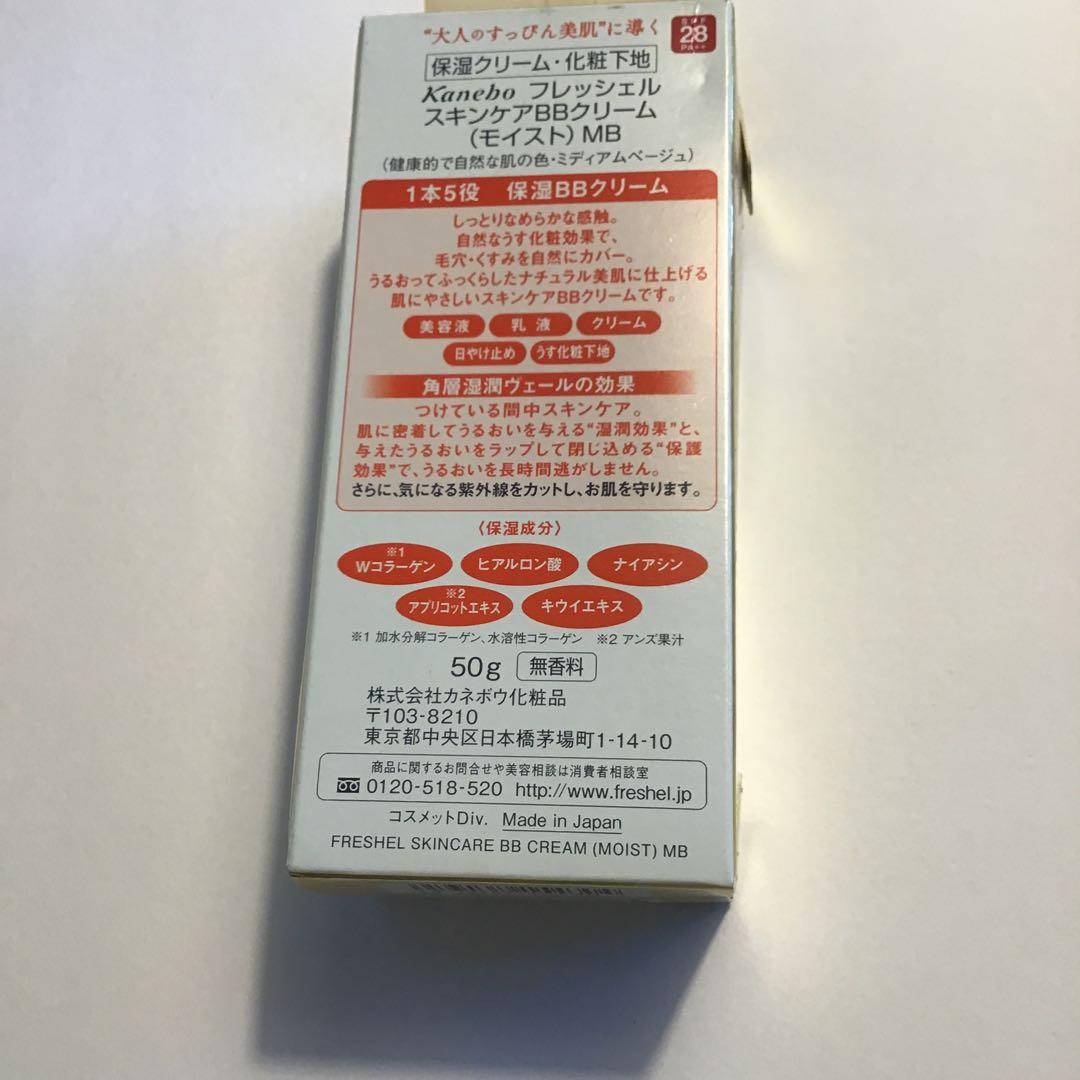 "大人のすっぴん美肌"に導く
SPF
28
PA++
保湿クリーム・化粧下地
Kanebo フレッシェル
スキンケアBBクリーム
(モイスト) MB
(健康的で自然な肌の色・ミディアムベージュ)
1本5役 保湿BBクリーム
しっとりなめらかな感触。
自然なうす化粧効果で、
毛穴・くすみを自然にカバー。
うるおってふっくらしたナチュラル美肌に仕上げる
肌にやさしいスキンケアBBクリームです。
美容液 乳液 クリーム
日やけ止め うす化粧下地
角層湿潤ヴェールの効果
つけている間中スキンケア。
肌に密着してうるおいを与える"湿潤効果"と、
与えたうるおいをラップして閉じ込める"保護
効果"で、うるおいを長時間逃がしません。
さらに、気になる紫外線をカットし、お肌を守ります。
〈保湿成分〉
※1
Wコラーゲン ヒアルロン酸 ナイアシン
※2
アプリコットエキス キウイエキス
※1 加水分解コラーゲン、水溶性コラーゲン ※2 アンズ果汁
50g 無香料
株式会社カネボウ化粧品
〒103-8210
東京都中央区日本橋茅場町1-14-10
商品に関するお問合せや美容相談は消費者相談室
0120-518-520 http://www.freshel.jp
コスメットDiv. Made in Japan
FRESHEL SKINCARE BB CREAM (MOIST) MB